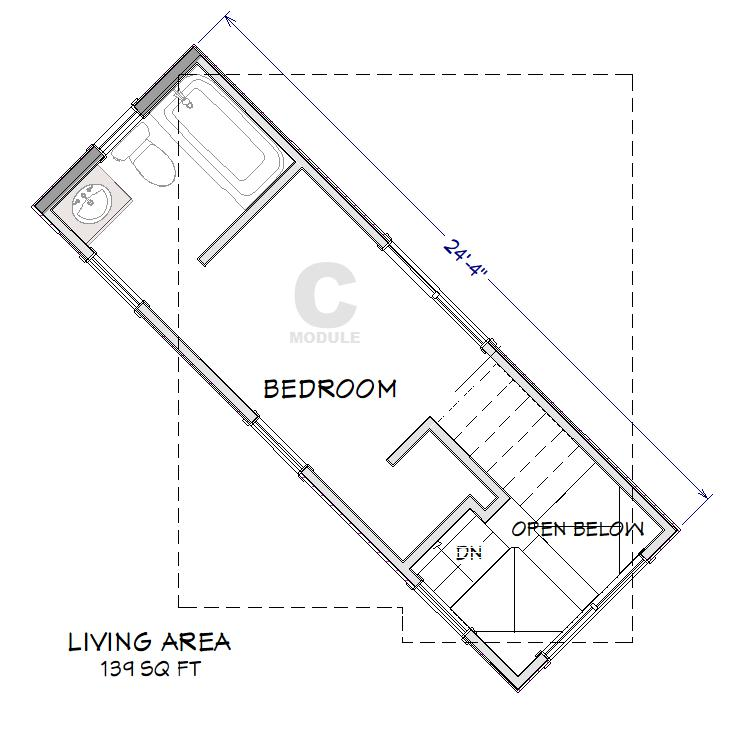 24'-4"
C
MODULE
BEDROOM
OPEN BELOW
DN
LIVING AREA
139 SQ FT